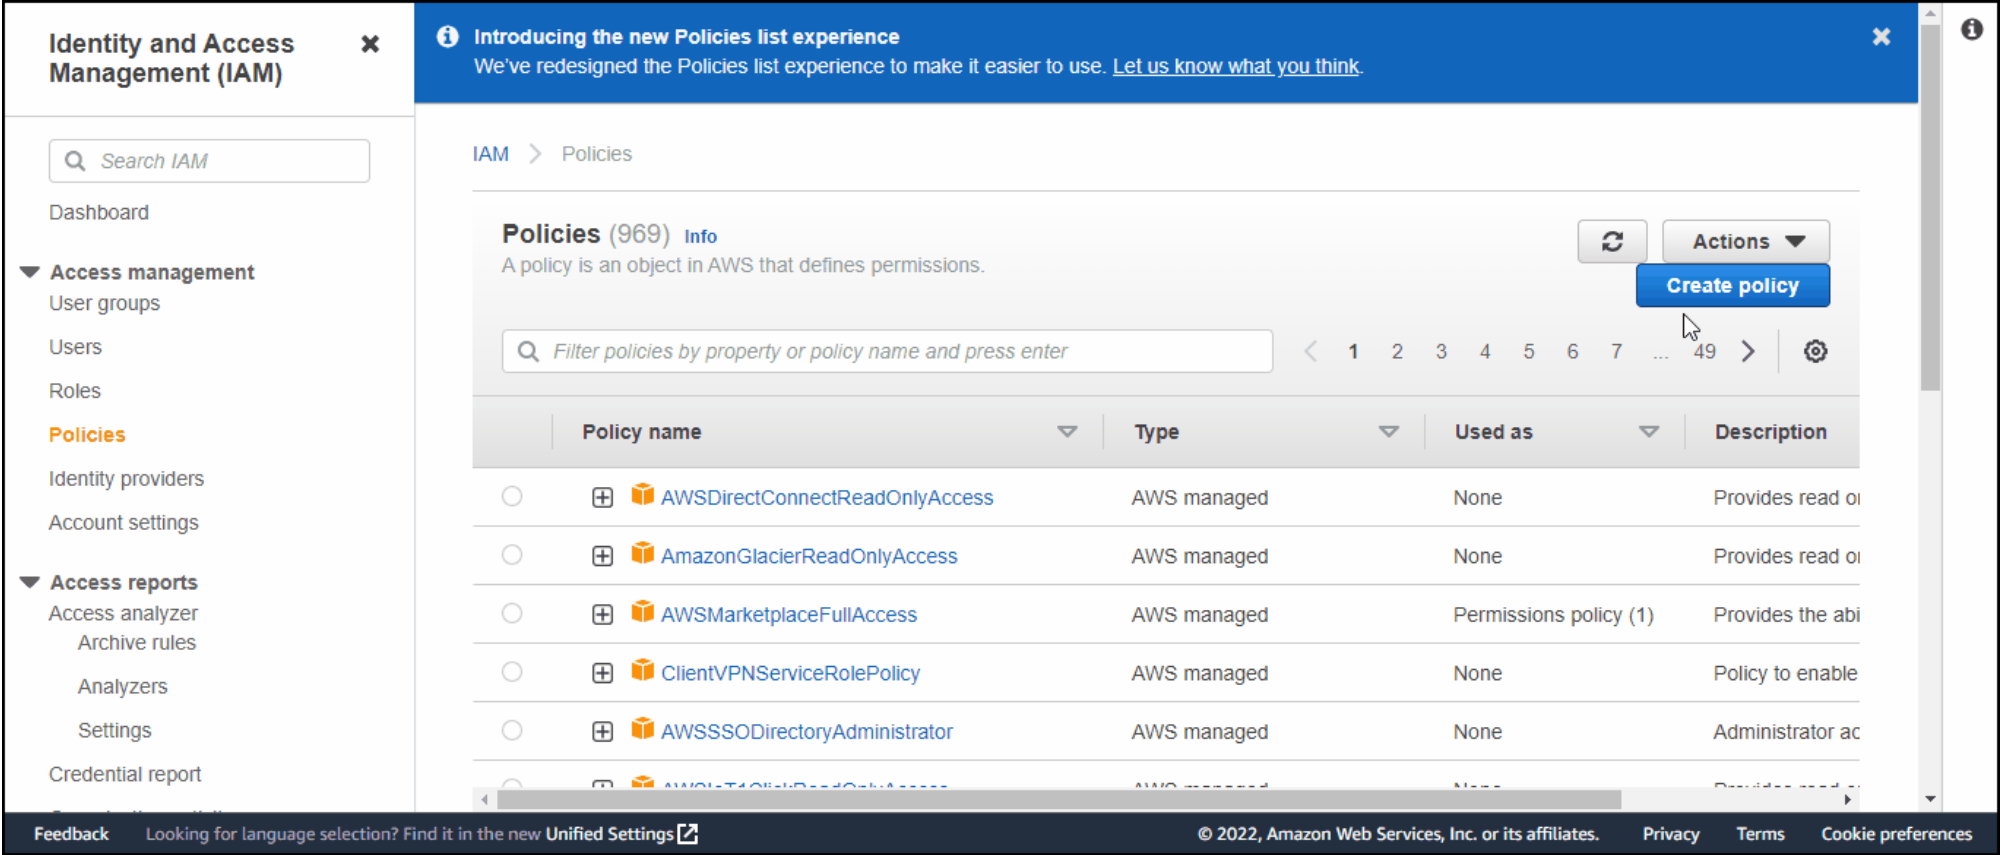 Identity and Access
Management (IAM)
Search IAM
Dashboard
Access management
User groups
Users
Roles
Policies
Identity providers
Account settings
Access reports
Access analyzer
Archive rules
Analyzers
Settings
Credential report
Introducing the new Policies list experience
We've redesigned the Policies list experience to make it easier to use. Let us know what you think.
IAM > Policies
Policies (969) Info
A policy is an object in AWS that defines permissions.
Actions
Create policy
Filter policies by property or policy name and press enter
1 2 3 4 5 6 7 ... 49
Policy name Type Used as Description
AWSDirectConnectReadOnlyAccess AWS managed None Provides read
AmazonGlacierReadOnlyAccess AWS managed None Provides read
AWSMarketplaceFullAccess AWS managed Permissions policy (1) Provides the
ClientVPNServiceRolePolicy AWS managed None Policy to enable
AWSSSODirectoryAdministrator AWS managed None Administrator
Feedback Looking for language selection? Find it in the new Unified Settings
© 2022, Amazon Web Services, Inc. or its affiliates. Privacy Terms Cookie preferences